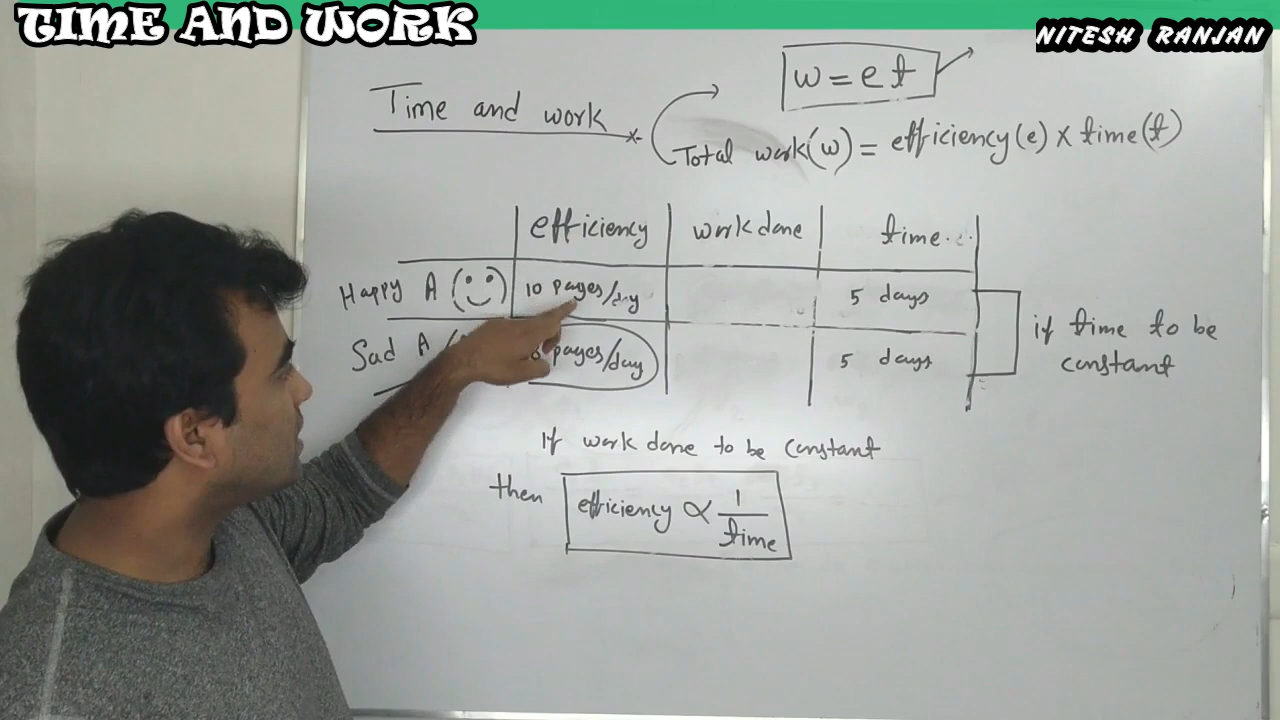 TIME AND WORK
NITESH RANJAN
w = e t
Time and work
Total work(w) = efficiency(e) x time(t)
efficiency work done time
Happy A 10 pages/day 5 days
Sad A pages/day 5 days
if time to be
constant
If work done to be constant
then efficiency ∝ 1/time